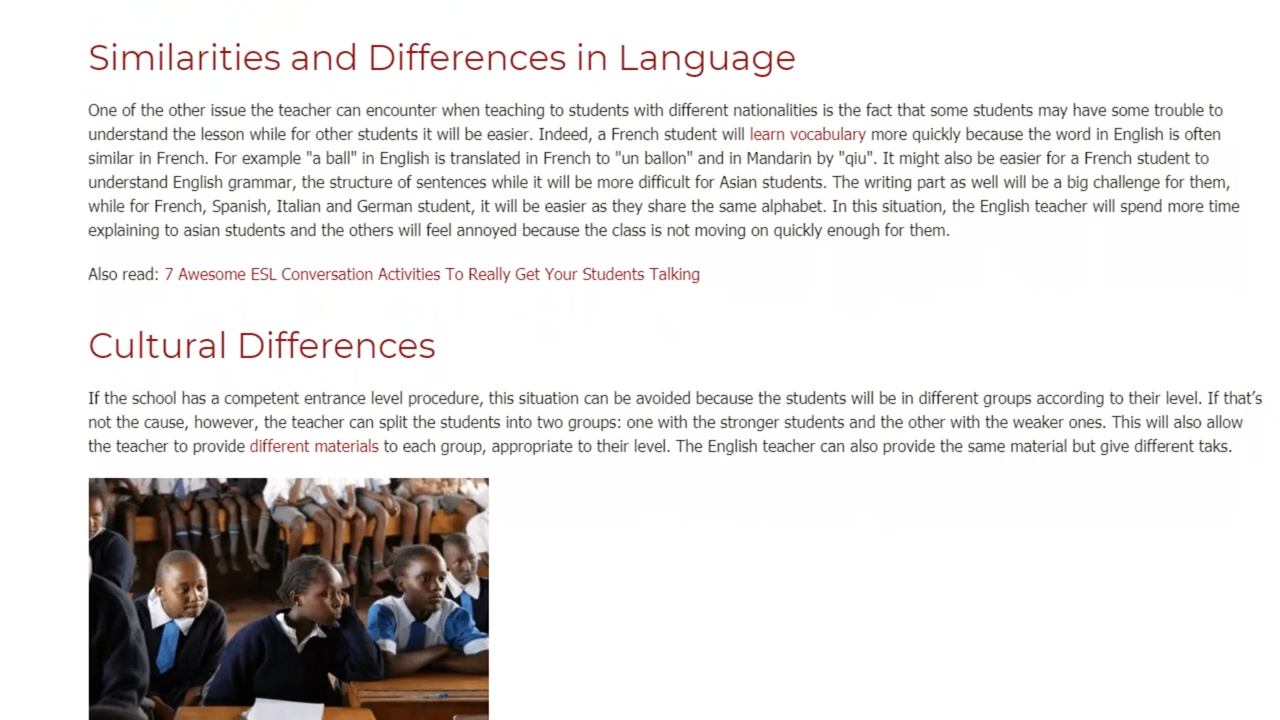 Similarities and Differences in Language
One of the other issue the teacher can encounter when teaching to students with different nationalities is the fact that some students may have some trouble to
understand the lesson while for other students it will be easier. Indeed, a French student will learn vocabulary more quickly because the word in English is often
similar in French. For example "a ball" in English is translated in French to "un ballon" and in Mandarin by "qiu". It might also be easier for a French student to
understand English grammar, the structure of sentences while it will be more difficult for Asian students. The writing part as well will be a big challenge for them,
while for French, Spanish, Italian and German student, it will be easier as they share the same alphabet. In this situation, the English teacher will spend more time
explaining to asian students and the others will feel annoyed because the class is not moving on quickly enough for them.
Also read: 7 Awesome ESL Conversation Activities To Really Get Your Students Talking
Cultural Differences
If the school has a competent entrance level procedure, this situation can be avoided because the students will be in different groups according to their level. If that’s
not the cause, however, the teacher can split the students into two groups: one with the stronger students and the other with the weaker ones. This will also allow
the teacher to provide different materials to each group, appropriate to their level. The English teacher can also provide the same material but give different taks.